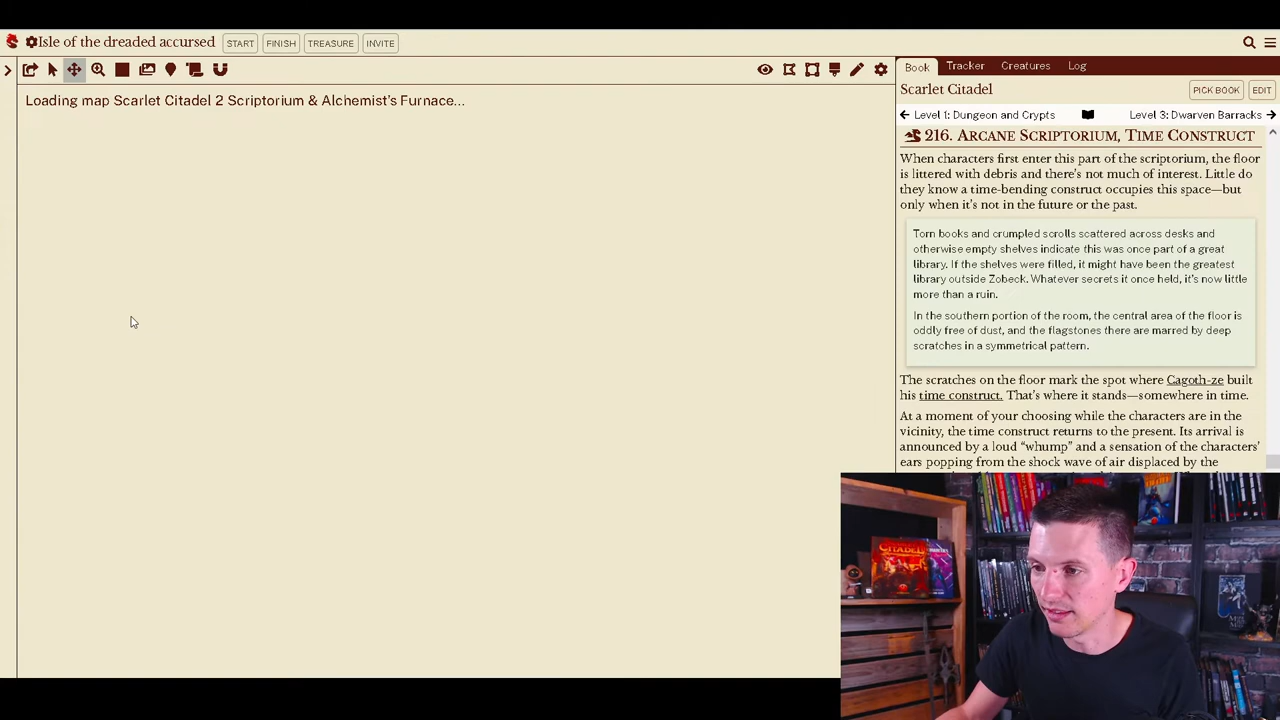 Isle of the dreaded accursed
START
FINISH
TREASURE
INVITE
Loading map Scarlet Citadel 2 Scriptorium & Alchemist's Furnace...
Book
Tracker
Creatures
Log
Scarlet Citadel
PICK BOOK
EDIT
Level 1: Dungeon and Crypts
Level 3: Dwarven Barracks
216. ARCANE SCRIPTORIUM, TIME CONSTRUCT
When characters first enter this part of the scriptorium, the floor
is littered with debris and there's not much of interest. Little do
they know a time-bending construct occupies this space—but
only when it's not in the future or the past.
Torn books and crumpled scrolls scattered across desks and
otherwise empty shelves indicate this was once part of a great
library. If the shelves were filled, it might have been the greatest
library outside Zobeck. Whatever secrets it once held, it's now little
more than a ruin.
In the southern portion of the room, the central area of the floor is
oddly free of dust, and the flagstones there are marred by deep
scratches in a symmetrical pattern.
The scratches on the floor mark the spot where Cagoth-ze built
his time construct. That's where it stands—somewhere in time.
At a moment of your choosing while the characters are in the
vicinity, the time construct returns to the present. Its arrival is
announced by a loud “whump” and a sensation of the characters'
ears popping from the shock wave of air displaced by the
CITADEL